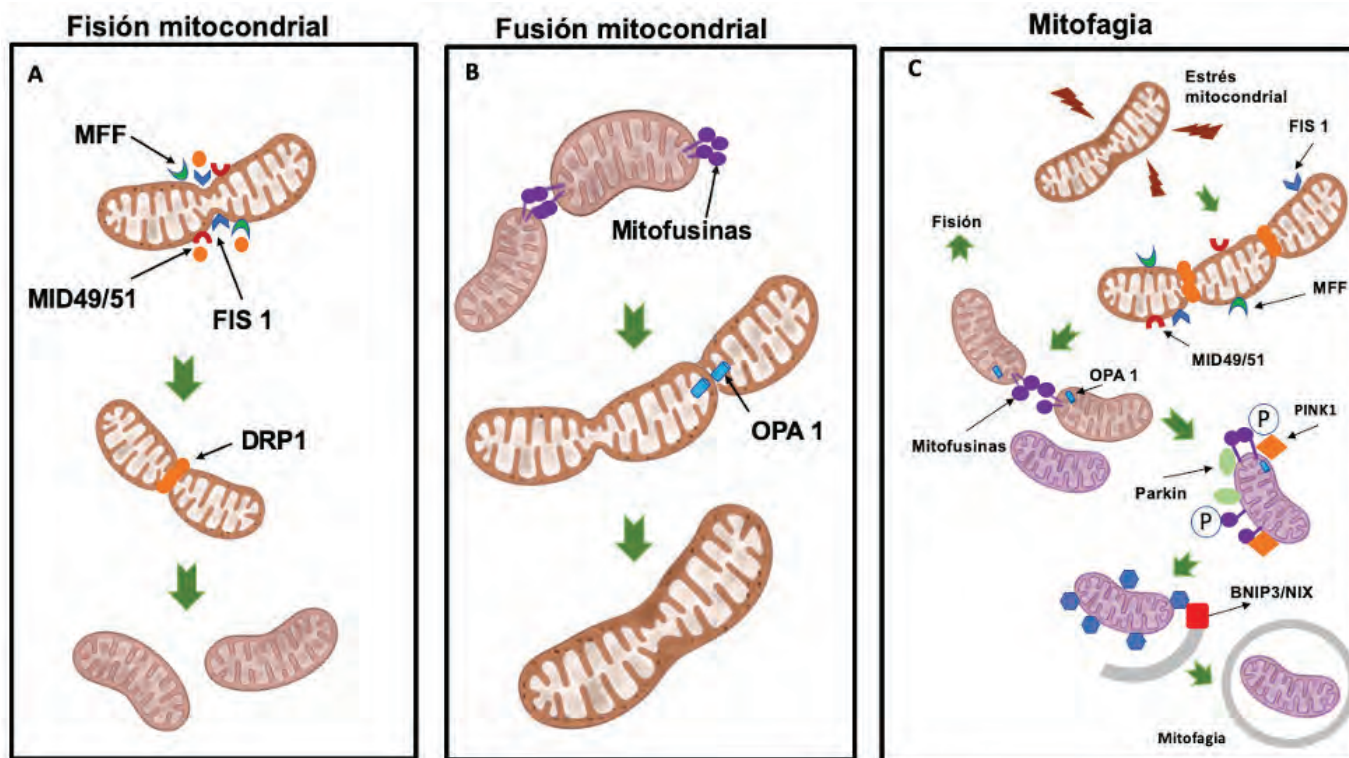 Fisión mitocondrial
A
MFF
MID49/51
FIS 1
DRP1
Fusión mitocondrial
B
Mitofusinas
OPA 1
Mitofagia
C
Estrés
mitocondrial
FIS 1
Fisión
MFF
MID49/51
OPA 1
Mitofusinas
P
PINK1
Parkin
P
BNIP3/NIX
Mitofagia